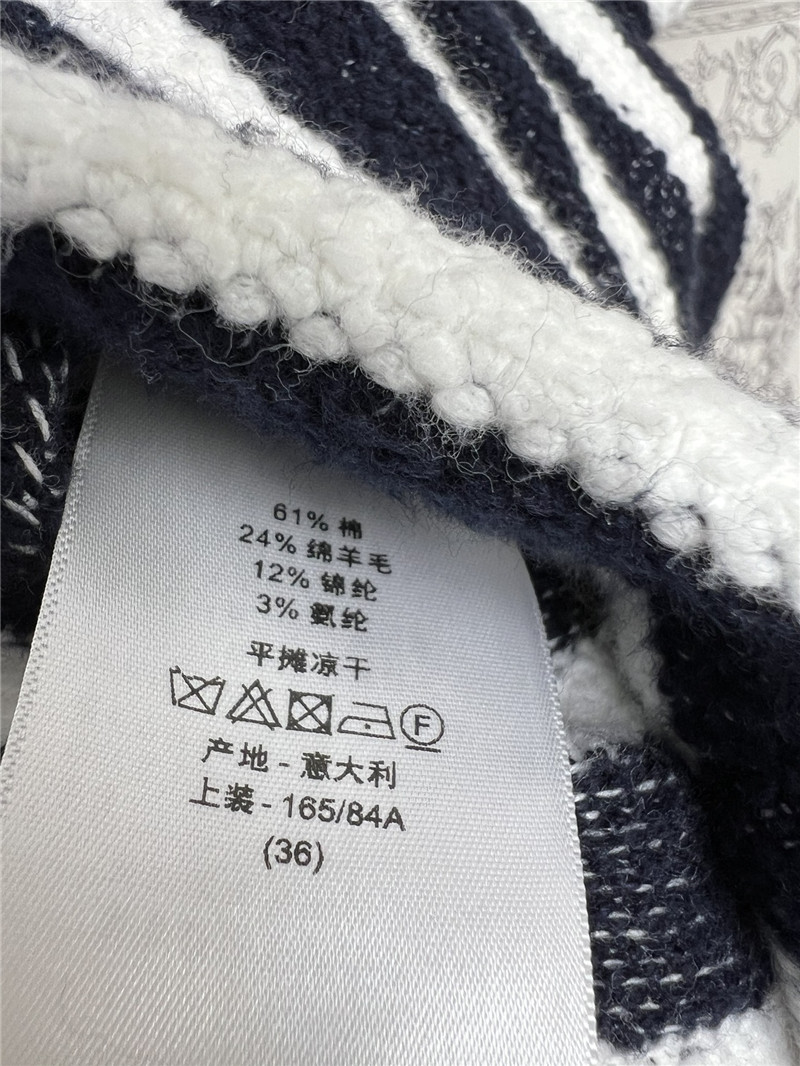 61% 棉
24% 绵羊毛
12% 锦纶
3% 氨纶
平摊凉干
F
产地 - 意大利
上装 - 165/84A
(36)